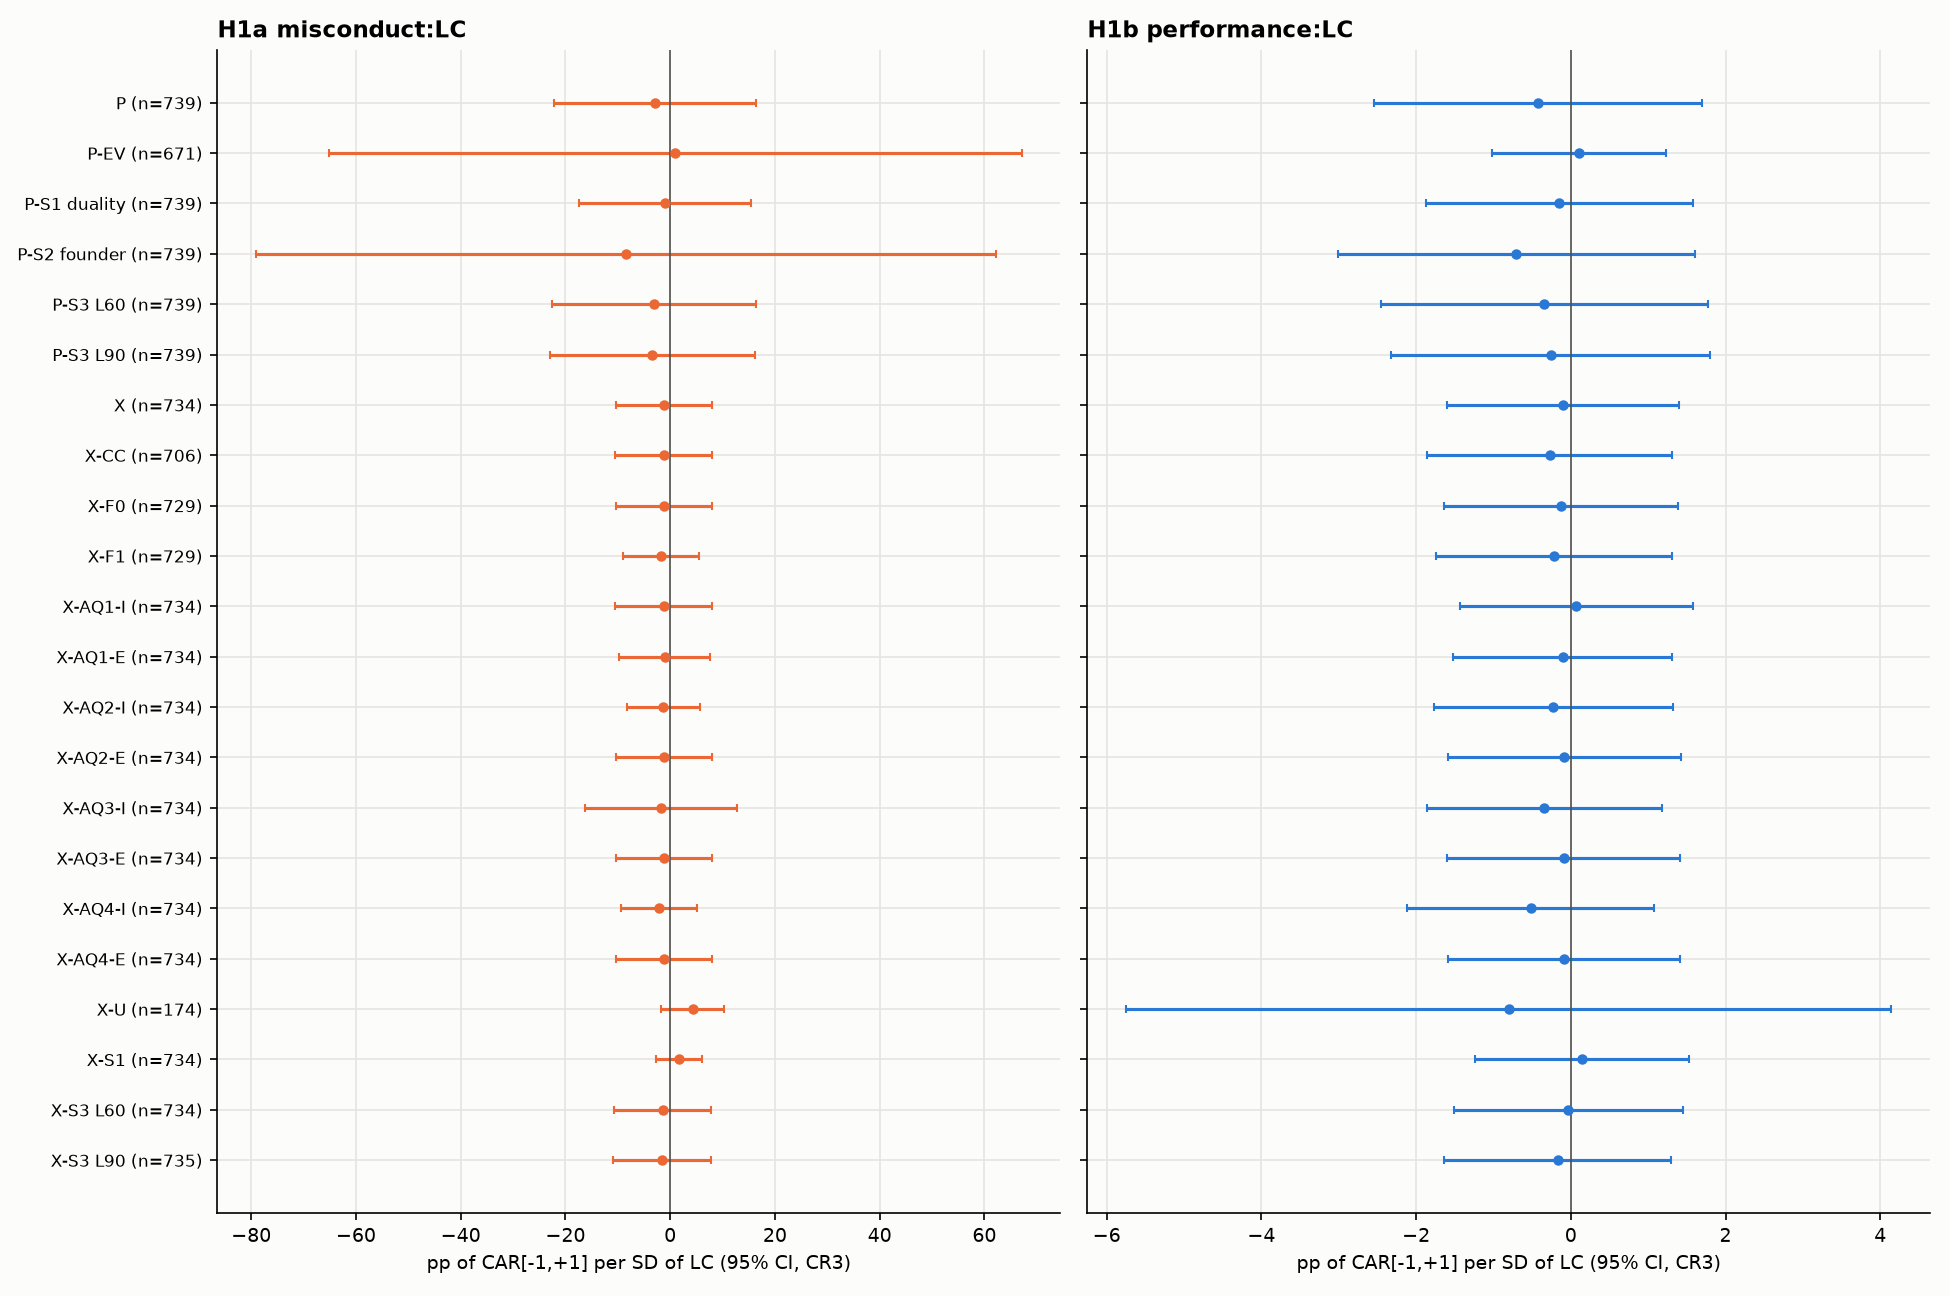 H1a misconduct:LC
H1b performance:LC
P (n=739)
P-EV (n=671)
P-S1 duality (n=739)
P-S2 founder (n=739)
P-S3 L60 (n=739)
P-S3 L90 (n=739)
X (n=734)
X-CC (n=706)
X-F0 (n=729)
X-F1 (n=729)
X-AQ1-I (n=734)
X-AQ1-E (n=734)
X-AQ2-I (n=734)
X-AQ2-E (n=734)
X-AQ3-I (n=734)
X-AQ3-E (n=734)
X-AQ4-I (n=734)
X-AQ4-E (n=734)
X-U (n=174)
X-S1 (n=734)
X-S3 L60 (n=734)
X-S3 L90 (n=735)
−80 −60 −40 −20 0 20 40 60
−6 −4 −2 0 2 4
pp of CAR[-1,+1] per SD of LC (95% CI, CR3)
pp of CAR[-1,+1] per SD of LC (95% CI, CR3)